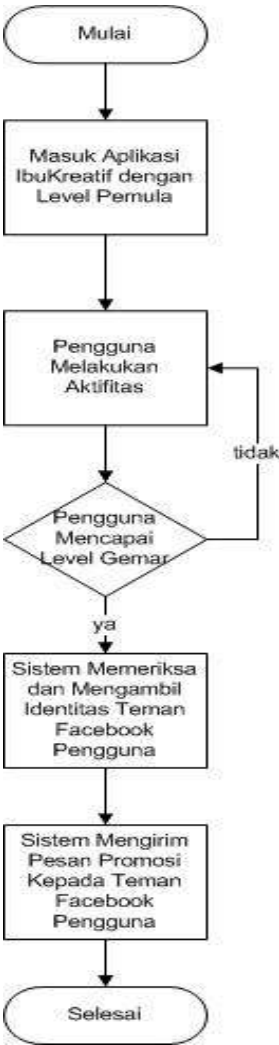 Mulai
Masuk Aplikasi
IbuKreatif dengan
Level Pemula
Pengguna
Melakukan
Aktifitas
tidak
Pengguna
Mencapai
Level Gemar
ya
Sistem Memeriksa
dan Mengambil
Identitas Teman
Facebook
Pengguna
Sistem Mengirim
Pesan Promosi
Kepada Teman
Facebook
Pengguna
Selesai